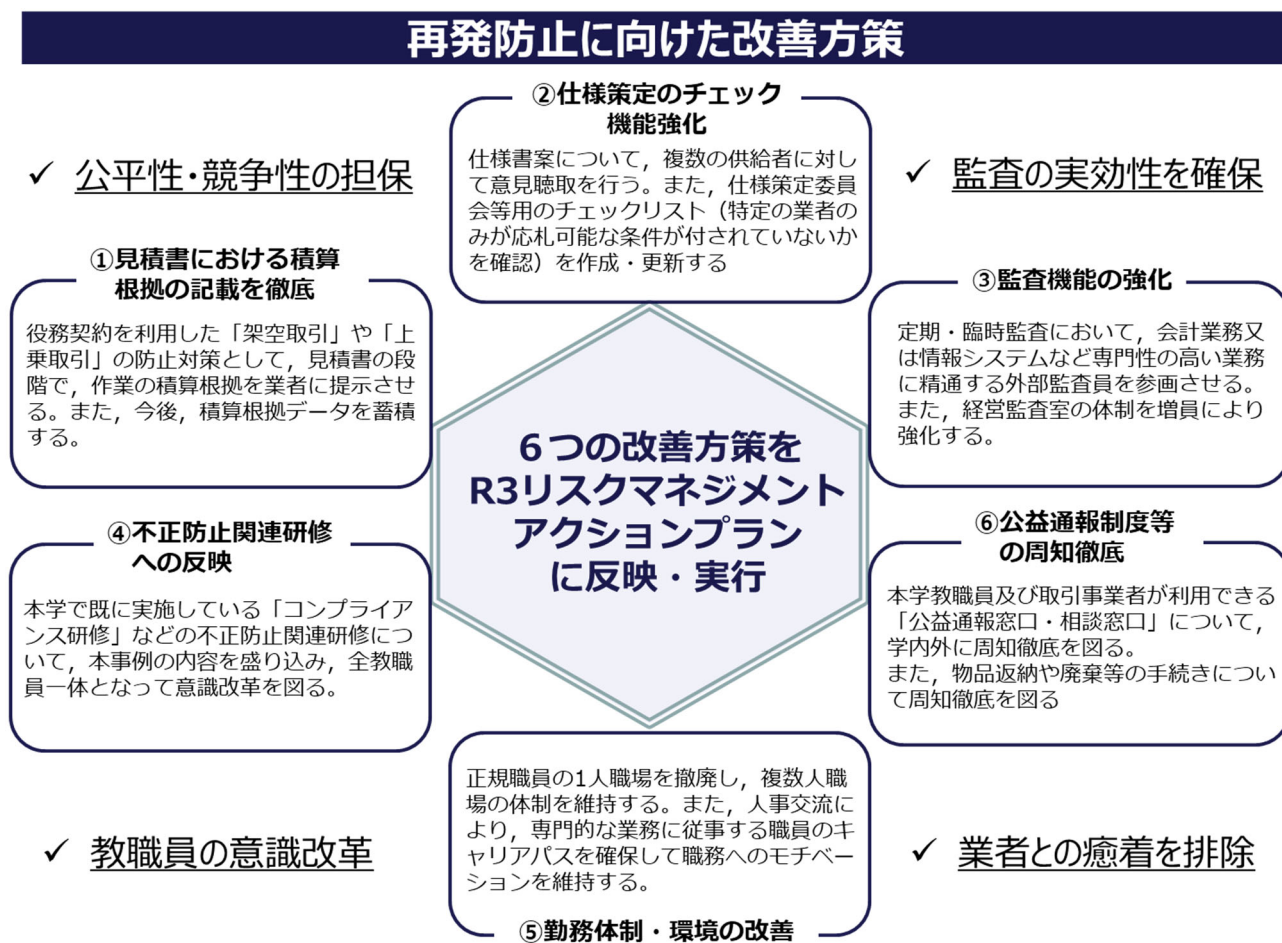 再発防止に向けた改善方策
✓ 公平性・競争性の担保
①見積書における積算
根拠の記載を徹底
役務契約を利用した「架空取引」や「上
乗取引」の防止対策として，見積書の段
階で，作業の積算根拠を業者に提示させ
る。また，今後，積算根拠データを蓄積
する。
②仕様策定のチェック
機能強化
仕様書案について，複数の供給者に対し
て意見聴取を行う。また，仕様策定委員
会等用のチェックリスト（特定の業者の
みが応札可能な条件が付されていないか
を確認）を作成・更新する
✓ 監査の実効性を確保
③監査機能の強化
定期・臨時監査において，会計業務又
は情報システムなど専門性の高い業務
に精通する外部監査員を参画させる。
また，経営監査室の体制を増員により
強化する。
６つの改善方策を
R3リスクマネジメント
アクションプラン
に反映・実行
④不正防止関連研修
への反映
本学で既に実施している「コンプライア
ンス研修」などの不正防止関連研修につ
いて，本事例の内容を盛り込み，全教職
員一体となって意識改革を図る。
✓ 教職員の意識改革
正規職員の1人職場を撤廃し，複数人職
場の体制を維持する。また，人事交流に
より，専門的な業務に従事する職員のキ
ャリアパスを確保して職務へのモチベー
ションを維持する。
⑤勤務体制・環境の改善
⑥公益通報制度等
の周知徹底
本学教職員及び取引事業者が利用できる
「公益通報窓口・相談窓口」について，
学内外に周知徹底を図る。
また，物品返納や廃棄等の手続きについ
て周知徹底を図る
✓ 業者との癒着を排除